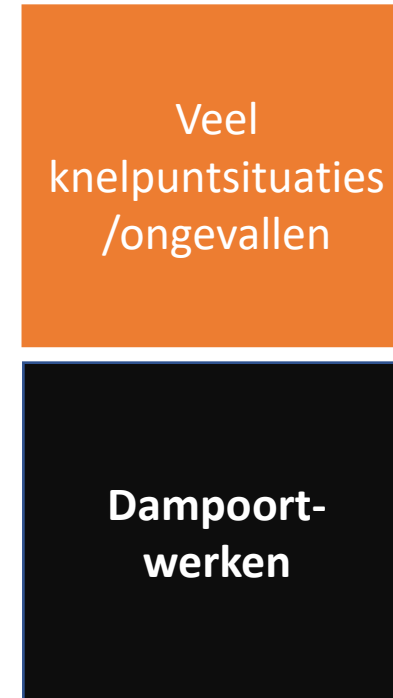 Veel
knelpuntsituaties
/ongevallen
Dampoort-
werken